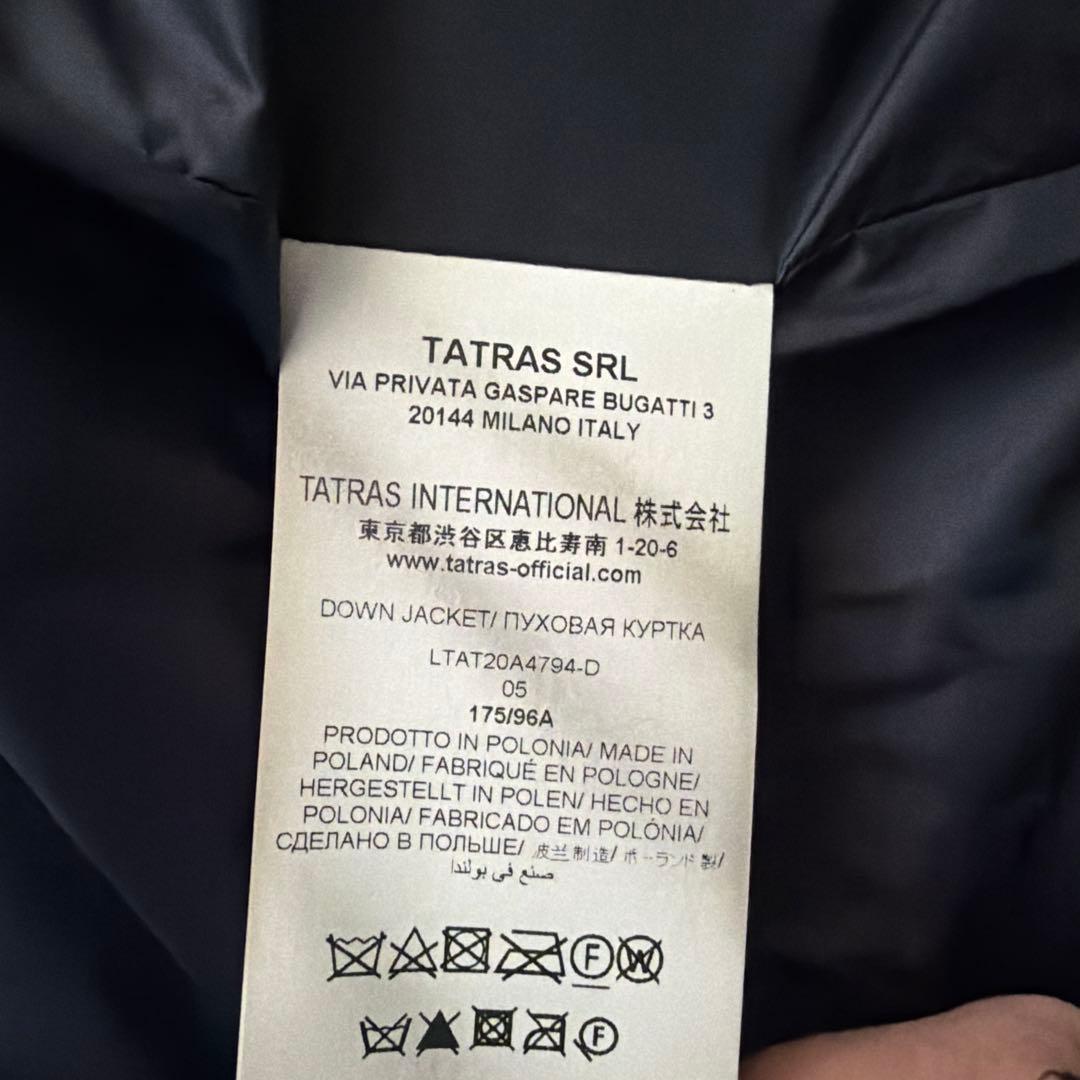 TATRAS SRL
VIA PRIVATA GASPARE BUGATTI 3
20144 MILANO ITALY
TATRAS INTERNATIONAL 株式会社
東京都渋谷区恵比寿南 1-20-6
www.tatras-official.com
DOWN JACKET/ ПУХОВАЯ КУРТКА
LTAT20A4794-D
05
175/96A
PRODOTTO IN POLONIA/ MADE IN
POLAND/ FABRIQUÉ EN POLOGNE/
HERGESTELLT IN POLEN/ HECHO EN
POLONIA/ FABRICADO EM POLÓNIA/
СДЕЛАНО В ПОЛЬШЕ/ 波兰制造/ ポーランド製/
صنع في بولندا
F W
F